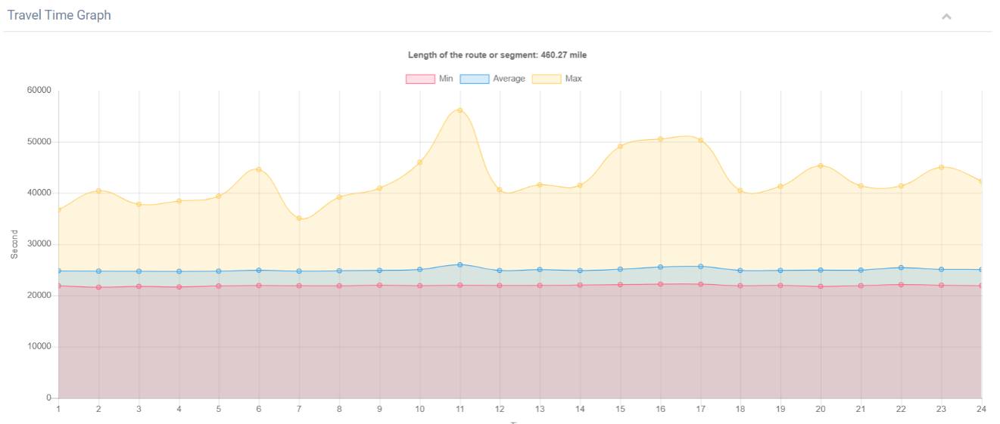 Travel Time Graph
Length of the route or segment: 460.27 mile
Min Average Max
60000
50000
40000
30000
20000
10000
0
Second
1 2 3 4 5 6 7 8 9 10 11 12 13 14 15 16 17 18 19 20 21 22 23 24